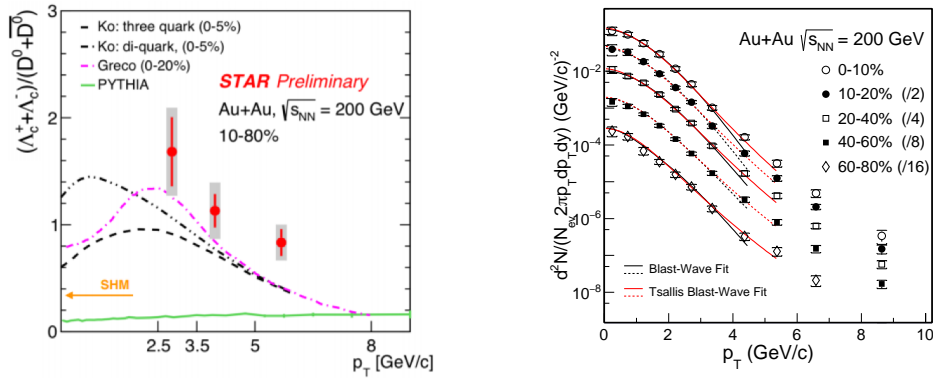 (Λc⁺+Λc⁻)/(D⁰+D̅⁰)
3
2
1
0
Ko: three quark (0-5%)
Ko: di-quark, (0-5%)
Greco (0-20%)
PYTHIA
STAR Preliminary
Au+Au, √sNN = 200 GeV
10-80%
SHM
2.5 3.5 5 8
pT [GeV/c]
d²N/(Nev 2πpTdpTdy) (GeV/c)⁻²
10⁻²
10⁻⁴
10⁻⁶
10⁻⁸
Au+Au √sNN = 200 GeV
0-10%
10-20% (/2)
20-40% (/4)
40-60% (/8)
60-80% (/16)
Blast-Wave Fit
Tsallis Blast-Wave Fit
0 2 4 6 8 10
pT (GeV/c)